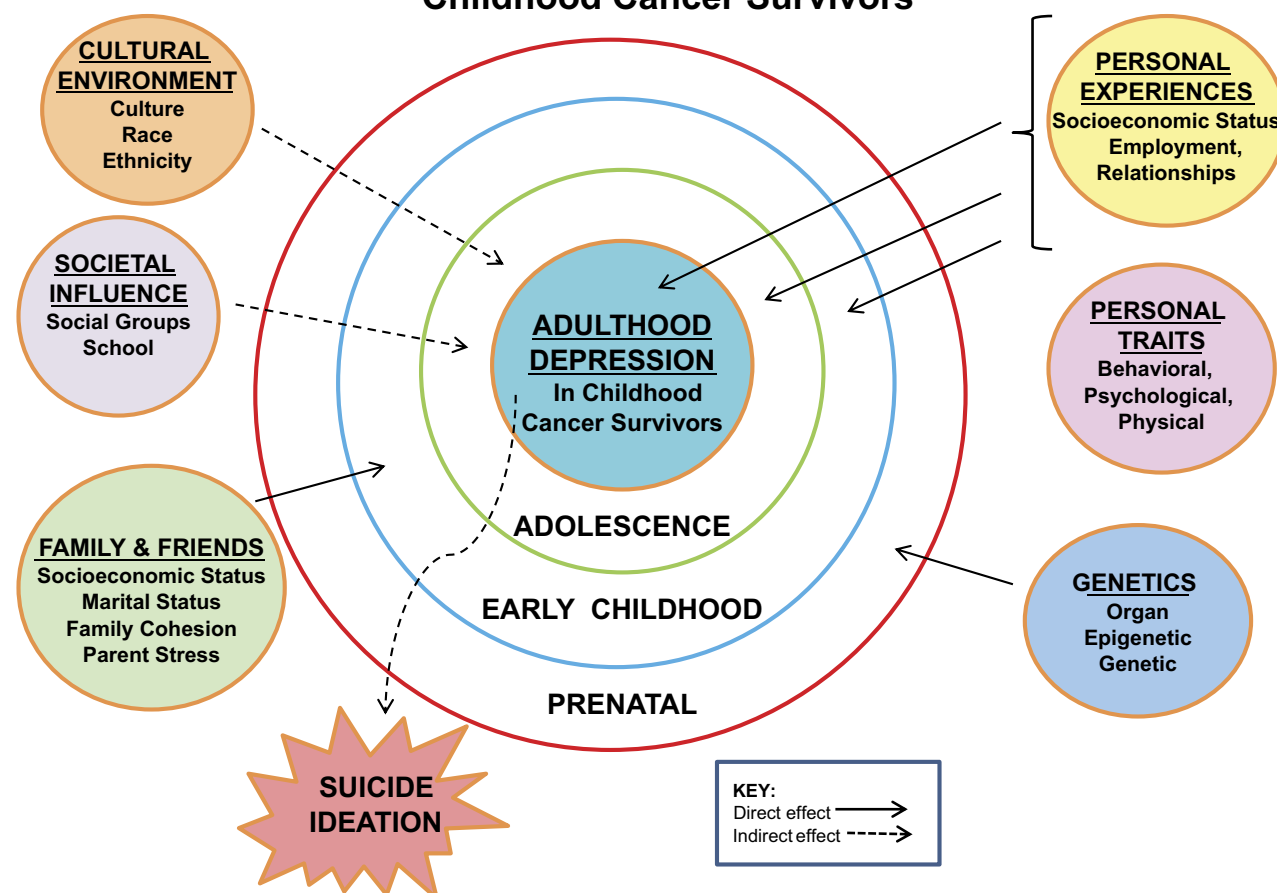 Childhood Cancer Survivors
CULTURAL
ENVIRONMENT
Culture
Race
Ethnicity
SOCIETAL
INFLUENCE
Social Groups
School
FAMILY & FRIENDS
Socioeconomic Status
Marital Status
Family Cohesion
Parent Stress
ADULTHOOD
DEPRESSION
In Childhood
Cancer Survivors
ADOLESCENCE
EARLY CHILDHOOD
PRENATAL
PERSONAL
EXPERIENCES
Socioeconomic Status
Employment,
Relationships
PERSONAL
TRAITS
Behavioral,
Psychological,
Physical
GENETICS
Organ
Epigenetic
Genetic
SUICIDE
IDEATION
KEY:
Direct effect
Indirect effect